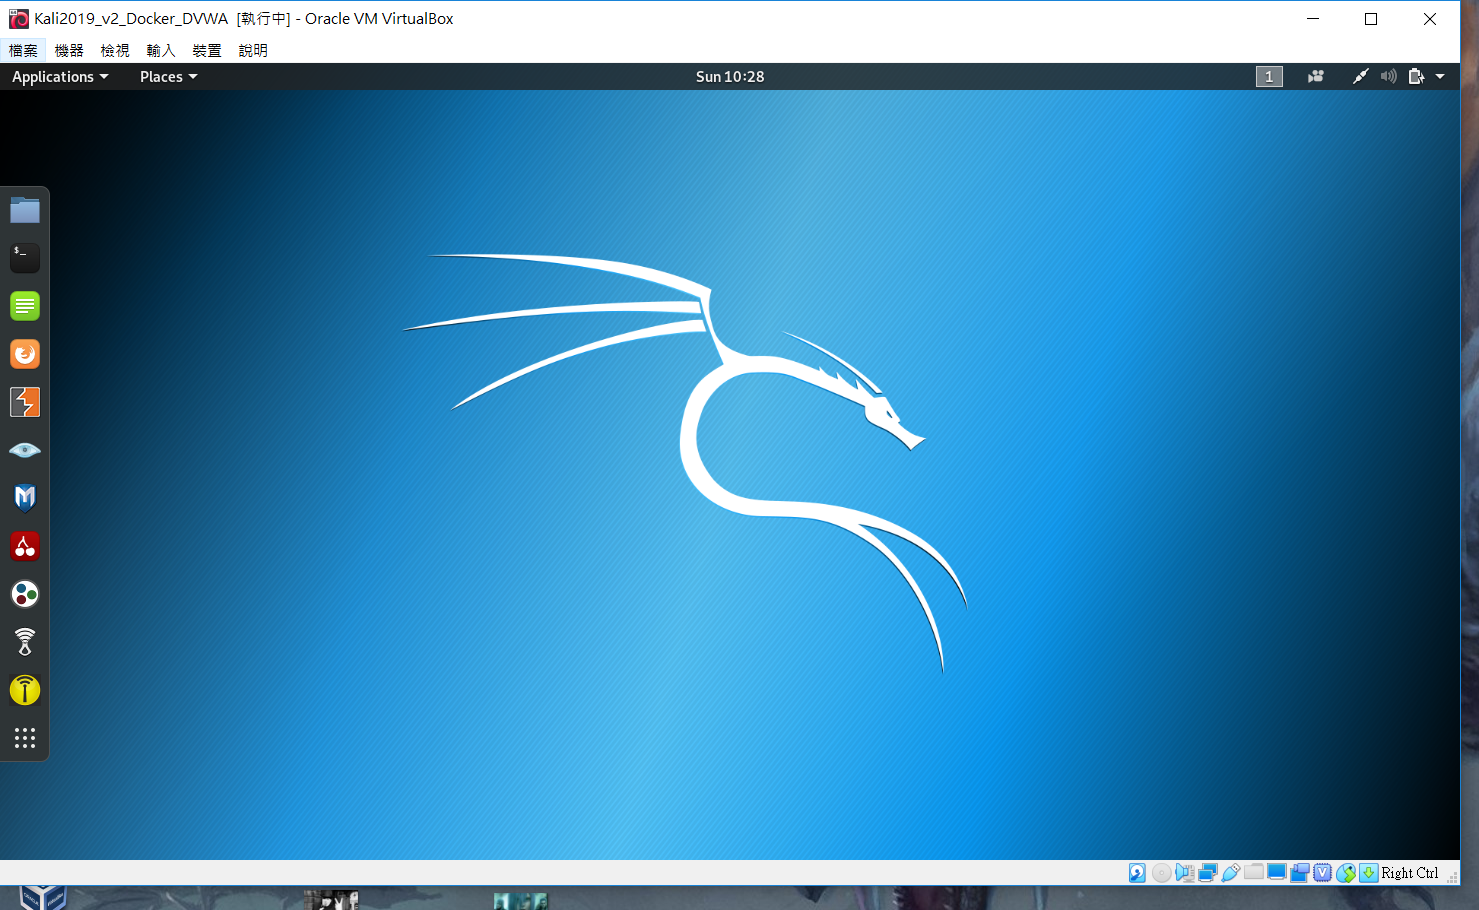 Kali2019_v2_Docker_DVWA [執行中] - Oracle VM VirtualBox
檔案 機器 檢視 輸入 裝置 說明
Applications Places Sun 10:28 1
$_
M
V Right Ctrl